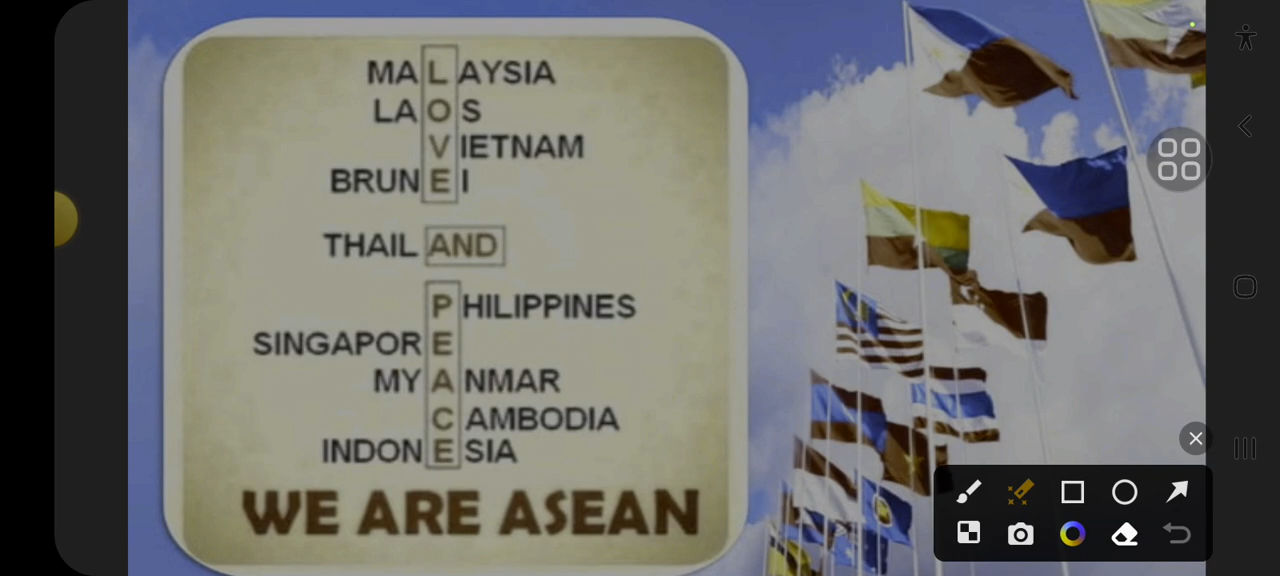 MALAYSIA
LAOS
VIETNAM
BRUNEI
THAILAND
PHILIPPINES
SINGAPORE
MYANMAR
CAMBODIA
INDONESIA
WE ARE ASEAN